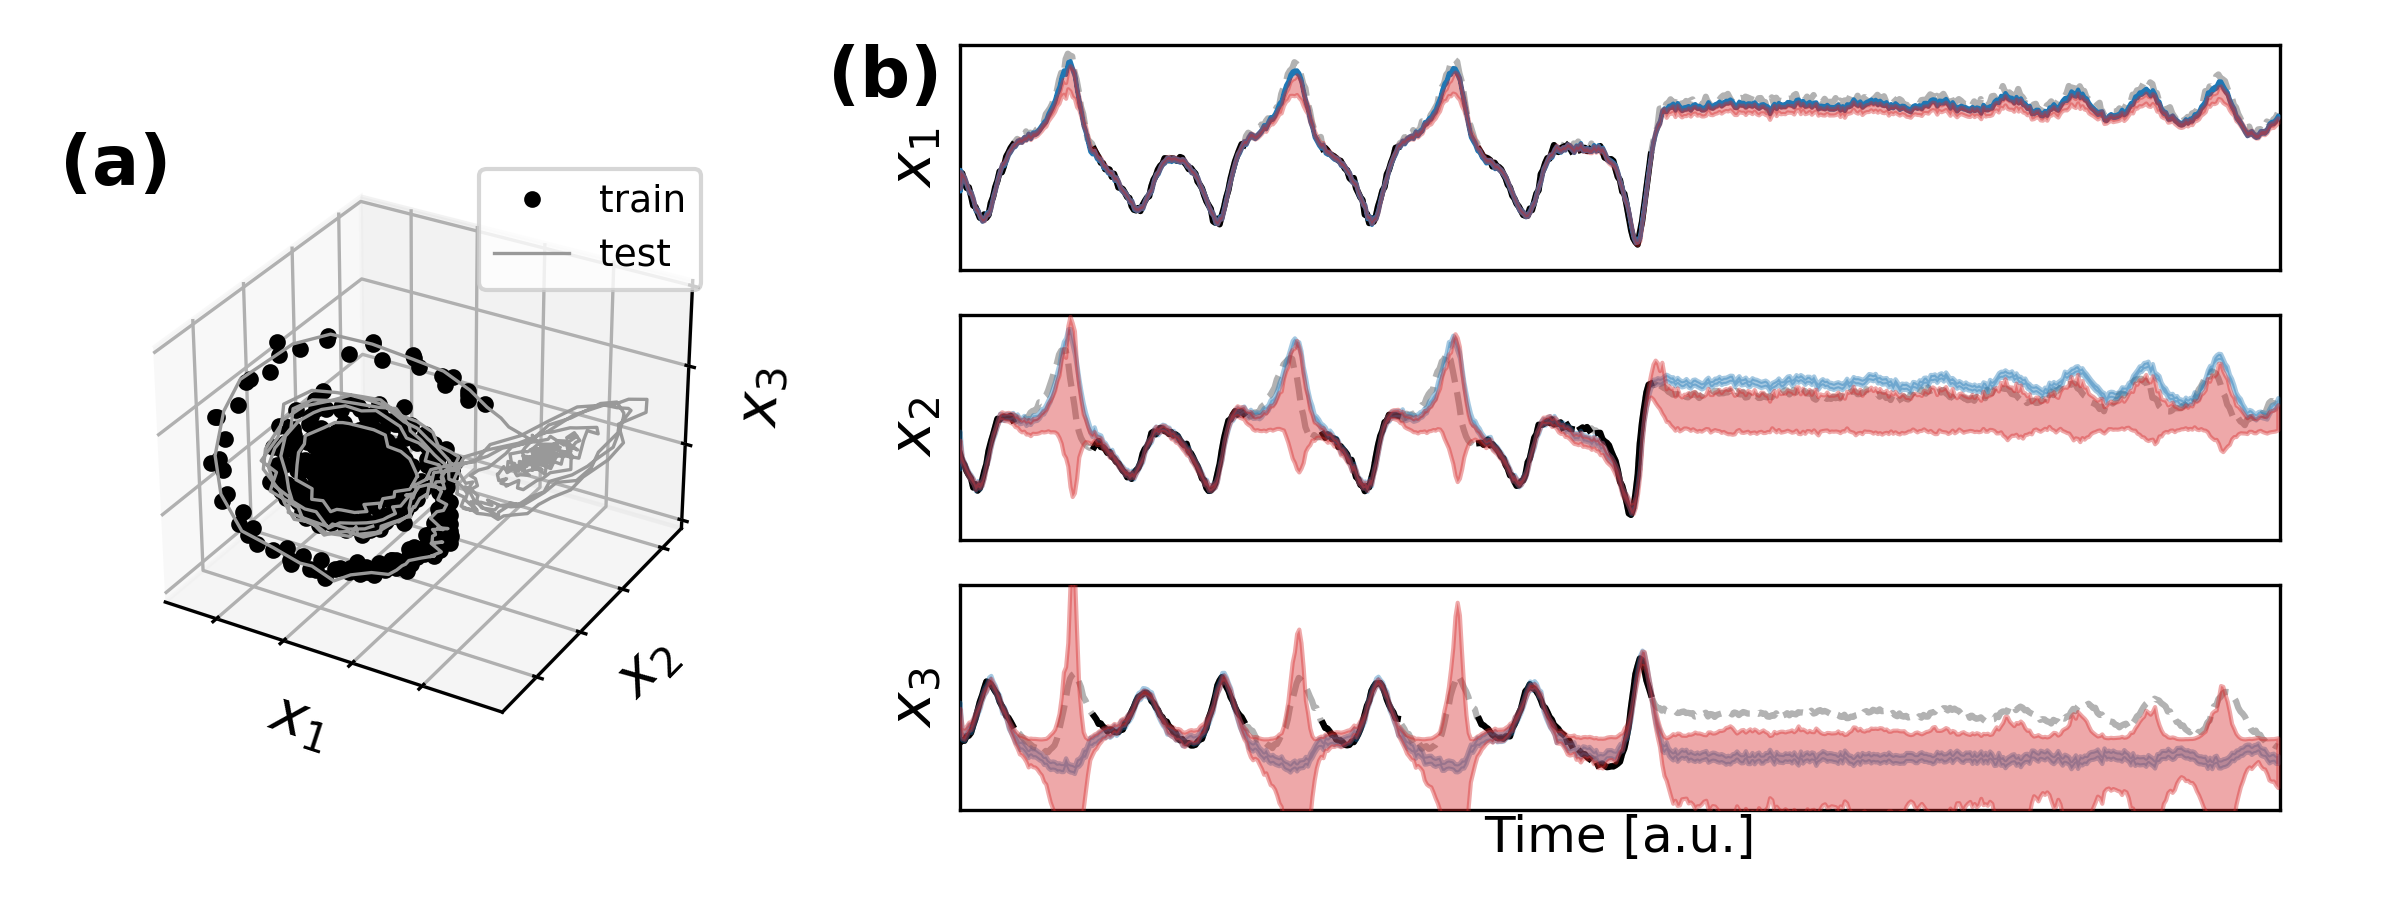 (a)
train
test
x₁
x₂
x₃
(b)
x₁
x₂
x₃
Time [a.u.]